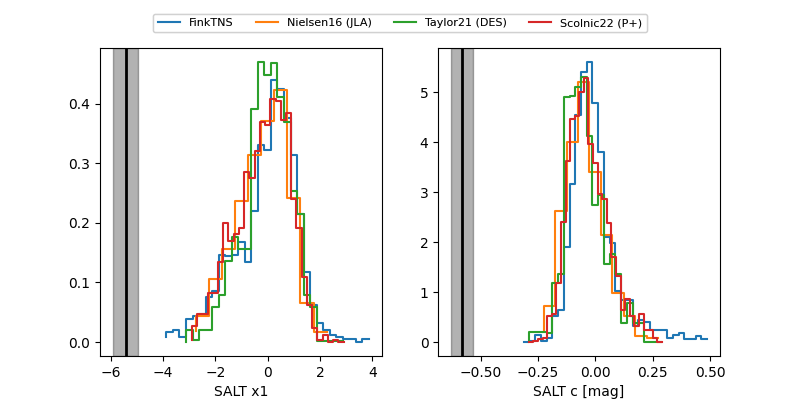 FinkTNS Nielsen16 (JLA) Taylor21 (DES) Scolnic22 (P+)
0.4
0.3
0.2
0.1
0.0
−6 −4 −2 0 2 4
SALT x1
5
4
3
2
1
0
−0.50 −0.25 0.00 0.25 0.50
SALT c [mag]